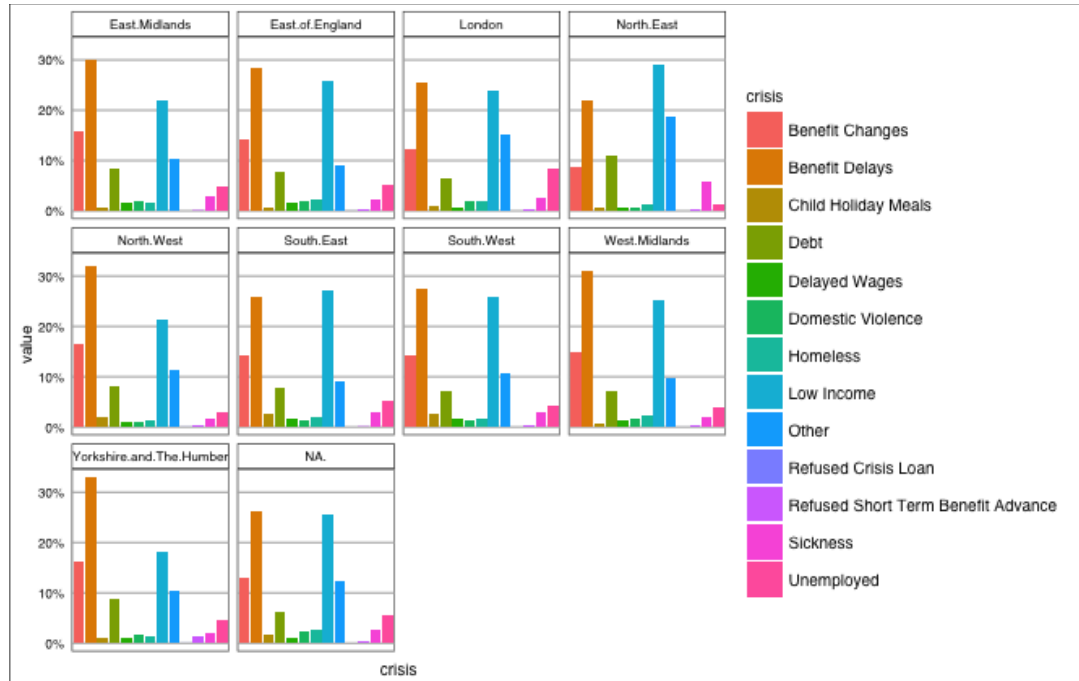 East.Midlands
East.of.England
London
North.East
30%
20%
10%
0%
North.West
South.East
South.West
West.Midlands
30%
20%
10%
0%
Yorkshire.and.The.Humber
NA.
30%
20%
10%
0%
value
crisis
crisis
Benefit Changes
Benefit Delays
Child Holiday Meals
Debt
Delayed Wages
Domestic Violence
Homeless
Low Income
Other
Refused Crisis Loan
Refused Short Term Benefit Advance
Sickness
Unemployed